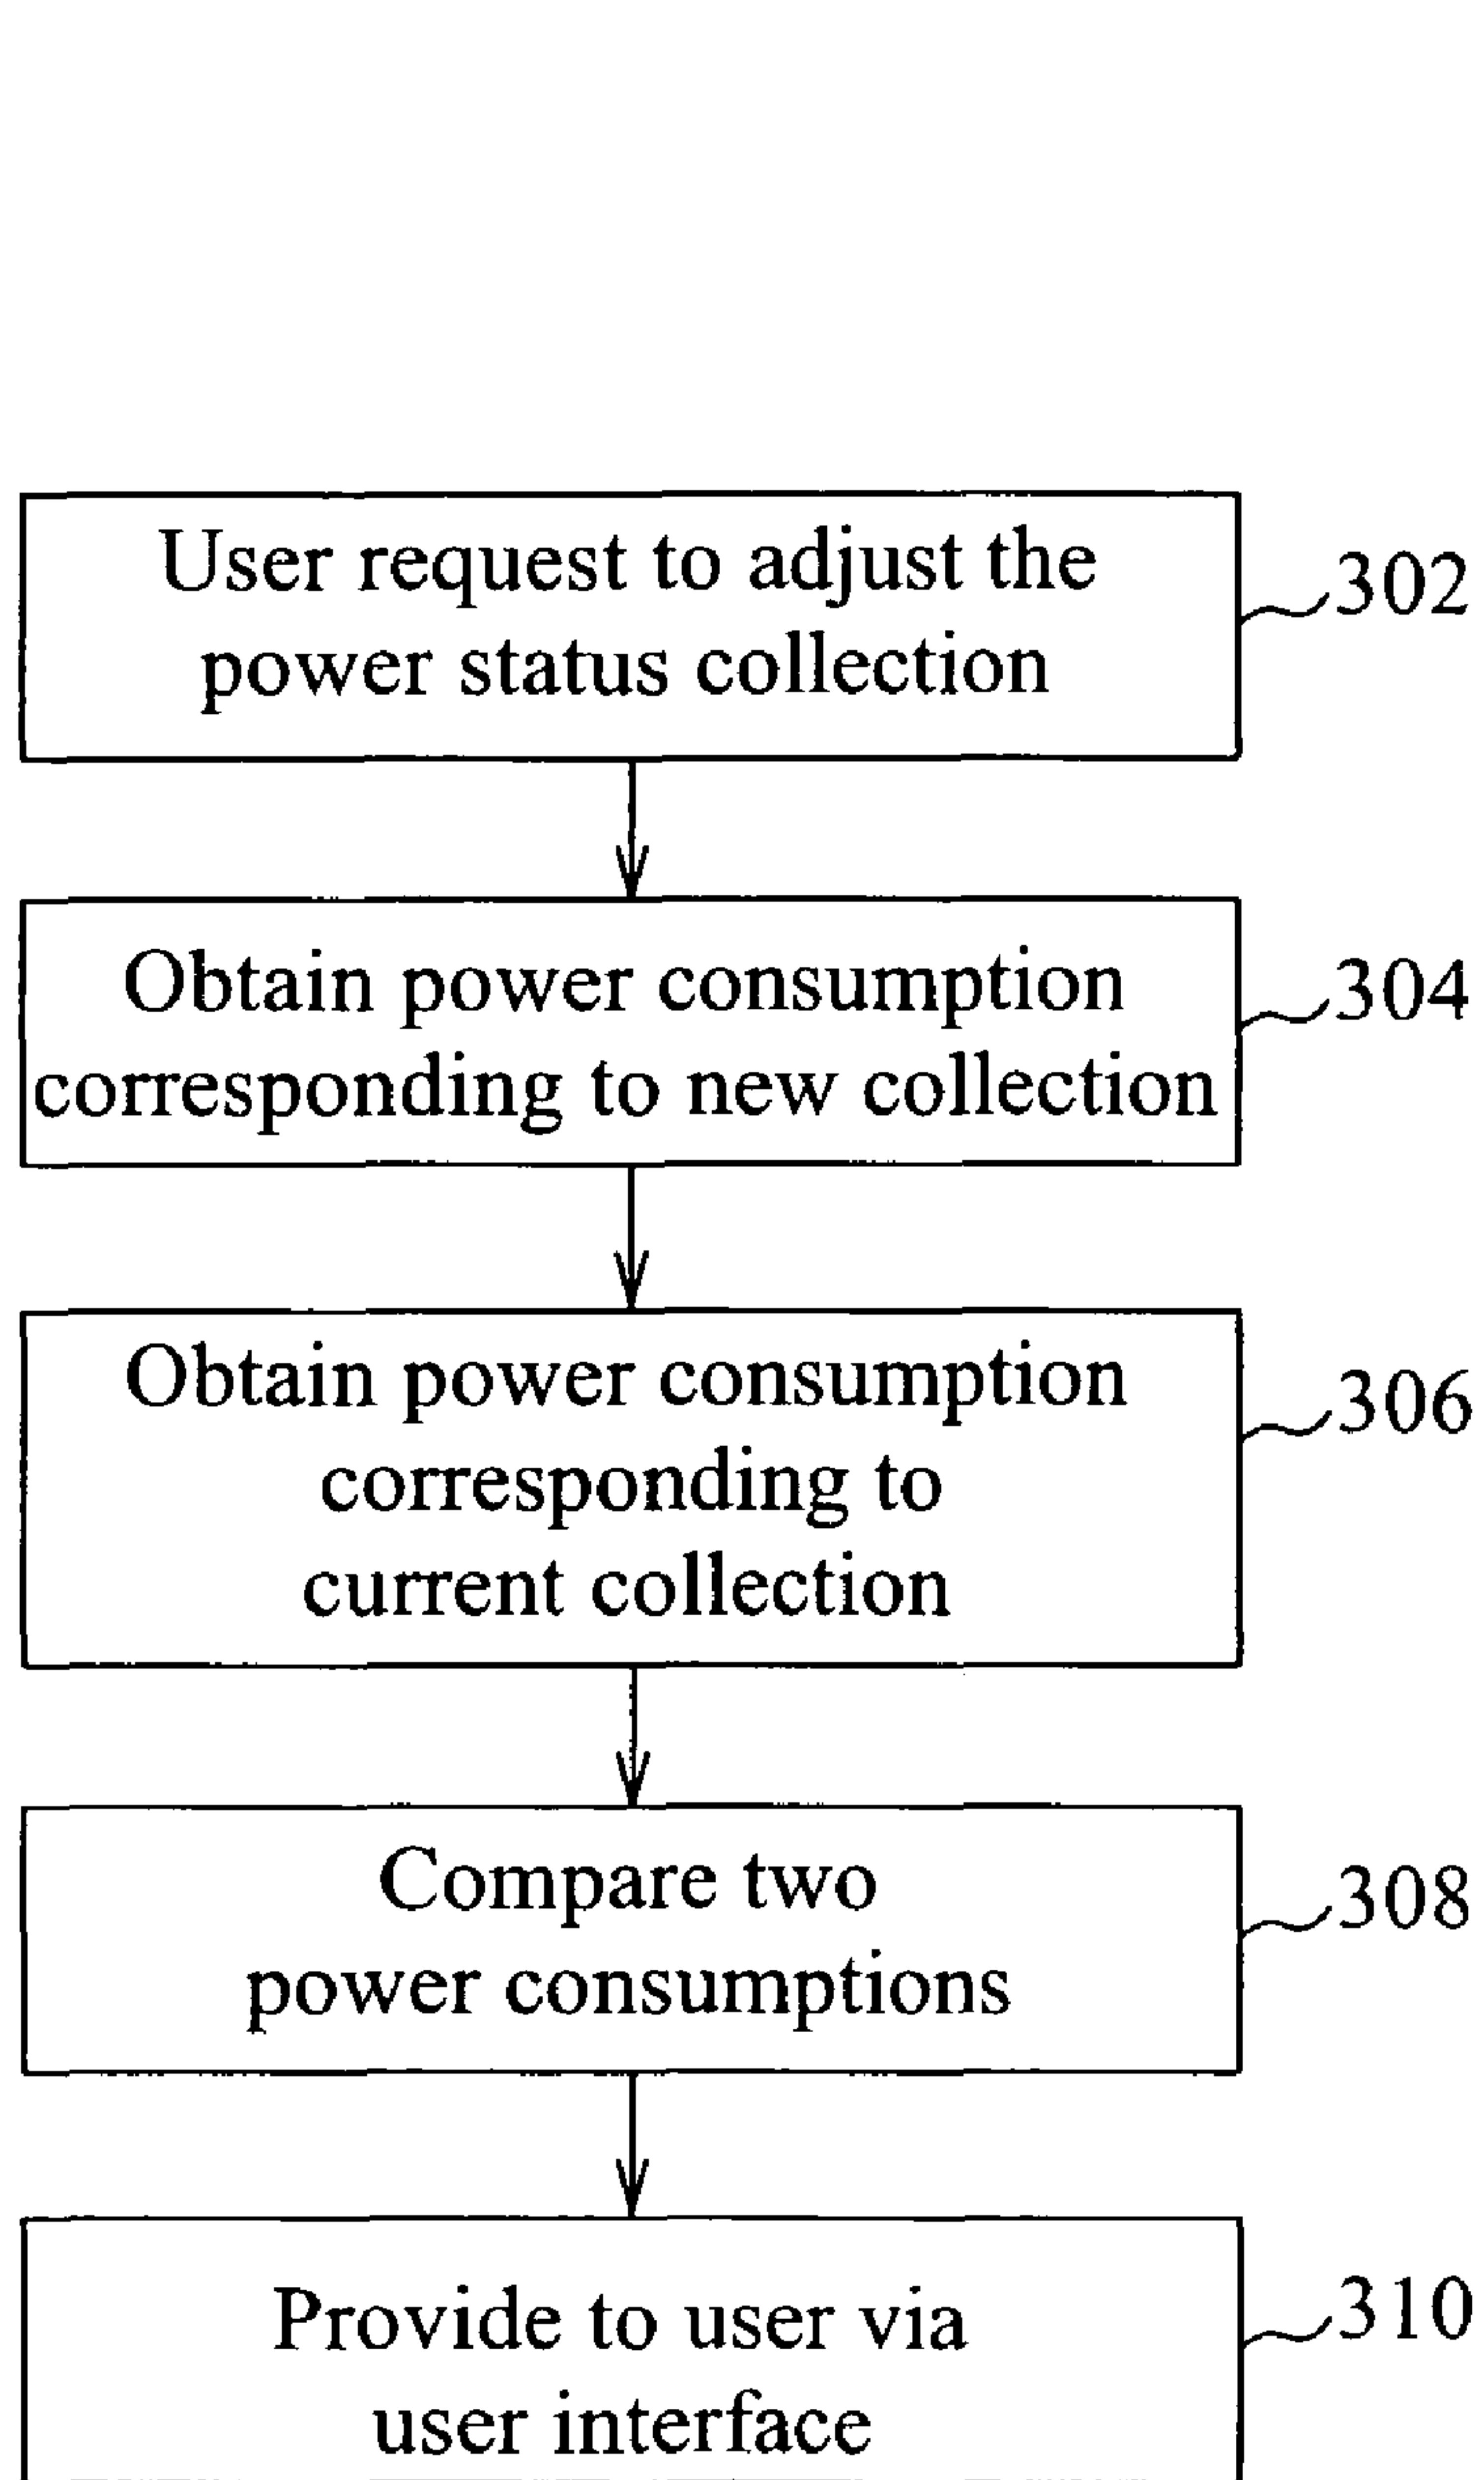 User request to adjust the
power status collection
302
Obtain power consumption
corresponding to new collection
304
Obtain power consumption
corresponding to
current collection
306
Compare two
power consumptions
308
Provide to user via
user interface
310